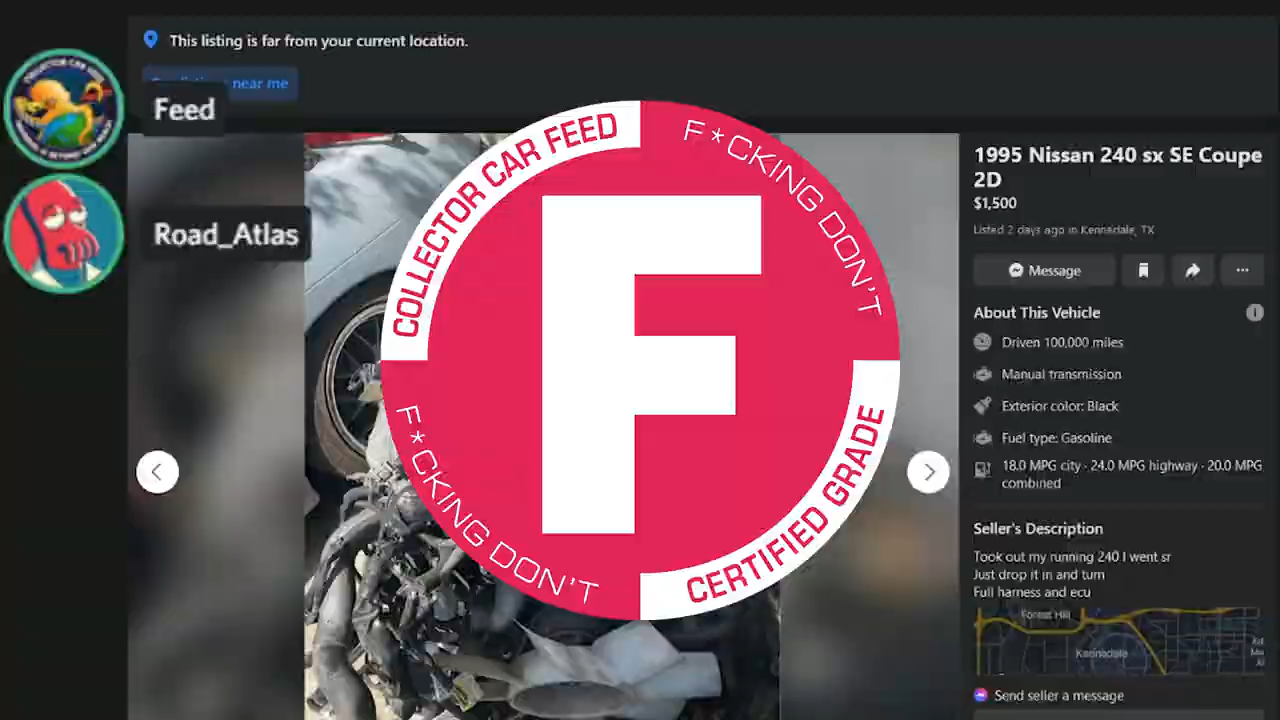 This listing is far from your current location.
near me
Feed
Road_Atlas
COLLECTOR CAR FEED
F*CKING DON'T
F
F*CKING DON'T
CERTIFIED GRADE
1995 Nissan 240 sx SE Coupe
2D
$1,500
Listed 2 days ago in Kennedale, TX
Message
About This Vehicle
Driven 100,000 miles
Manual transmission
Exterior color: Black
Fuel type: Gasoline
18.0 MPG city · 24.0 MPG highway · 20.0 MPG
combined
Seller's Description
Took out my running 240 I went sr
Just drop it in and turn
Full harness and ecu
Forest Hill
Kennedale
Send seller a message